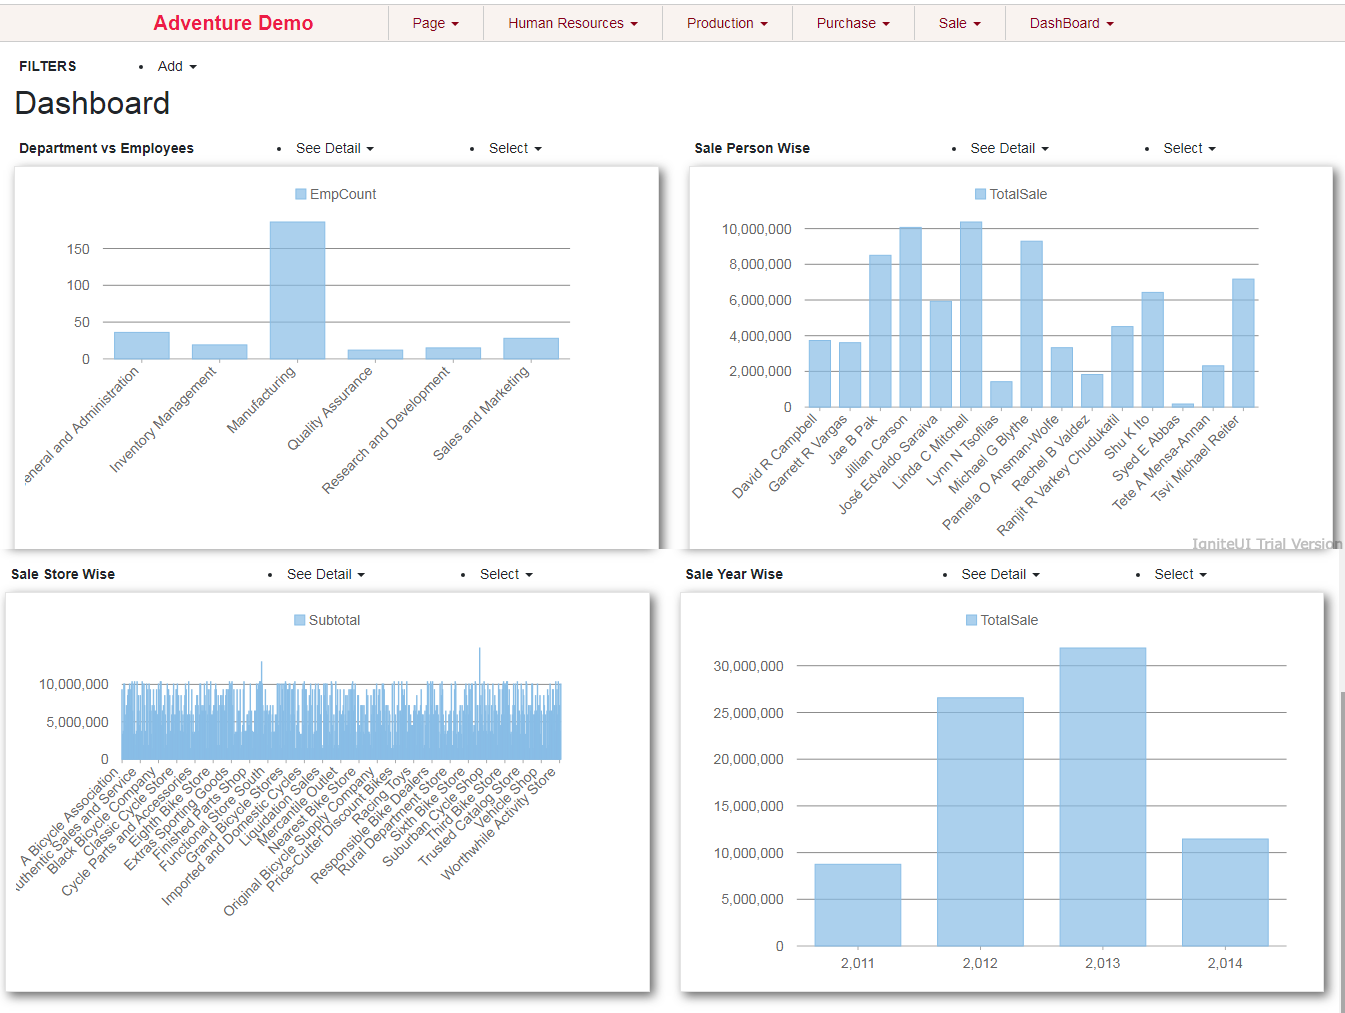 Adventure Demo Page Human Resources Production Purchase Sale DashBoard
FILTERS • Add
Dashboard
Department vs Employees • See Detail • Select
EmpCount
150
100
50
0
eneral and Administration
Inventory Management
Manufacturing
Quality Assurance
Research and Development
Sales and Marketing
Sale Person Wise • See Detail • Select
TotalSale
10,000,000
8,000,000
6,000,000
4,000,000
2,000,000
0
David R Campbell
Garrett R Vargas
Jae B Pak
Jillian Carson
José Edvaldo Saraiva
Linda C Mitchell
Lynn N Tsoflias
Michael G Blythe
Pamela O Ansman-Wolfe
Rachel B Valdez
Ranjit R Varkey Chudukatil
Shu K Ito
Syed E Abbas
Tete A Mensa-Annan
Tsvi Michael Reiter
IgniteUI Trial Version
Sale Store Wise • See Detail • Select
Subtotal
10,000,000
5,000,000
0
A Bicycle Association
uthentic Sales and Service
Black Bicycle Company
Classic Cycle Store
Cycle Parts and Accessories
Eighth Bike Store
Extras Sporting Goods
Finished Parts Shop
Functional Store South
Grand Bicycle Stores
Imported and Domestic Cycles
Liquidation Sales
Mercantile Outlet
Nearest Bike Store
Original Bicycle Supply Company
Price-Cutter Discount Bikes
Racing Toys
Responsible Bike Dealers
Rural Department Store
Sixth Bike Store
Suburban Cycle Shop
Third Bike Store
Trusted Catalog Store
Vehicle Shop
Worthwhile Activity Store
Sale Year Wise • See Detail • Select
TotalSale
30,000,000
25,000,000
20,000,000
15,000,000
10,000,000
5,000,000
0
2,011 2,012 2,013 2,014